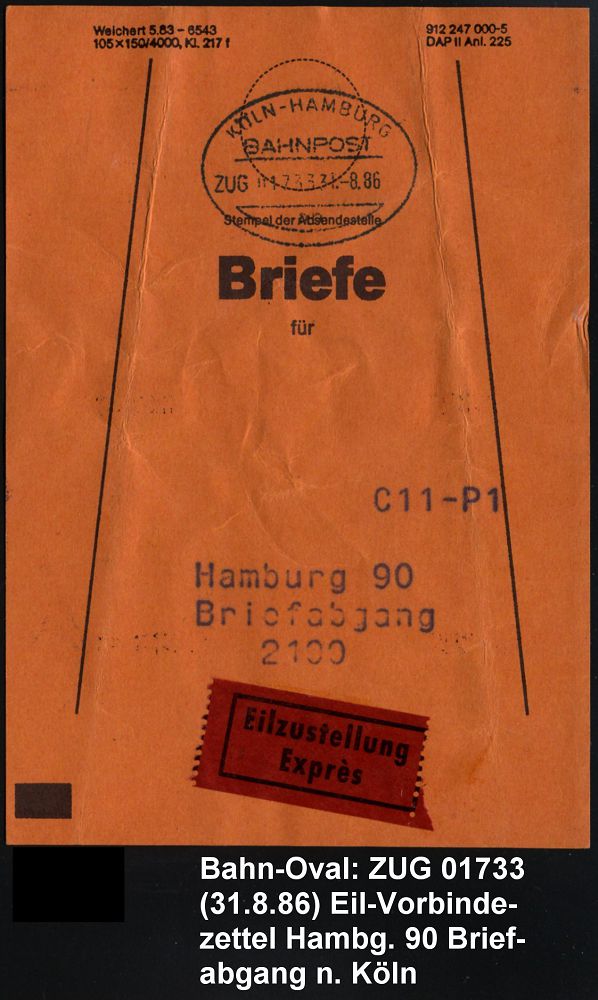 Weichert 5.83 – 6543
105×150/4000, Kl. 217 f
912 247 000-5
DAP II Anl. 225
KÖLN-HAMBURG
BAHNPOST
ZUG 01733 31.-8.86
Stempel der Absendestelle
Briefe
für
C11-P1
Hamburg 90
Briefabgang
2100
Eilzustellung
Exprès
Bahn-Oval: ZUG 01733
(31.8.86) Eil-Vorbinde-
zettel Hambg. 90 Brief-
abgang n. Köln